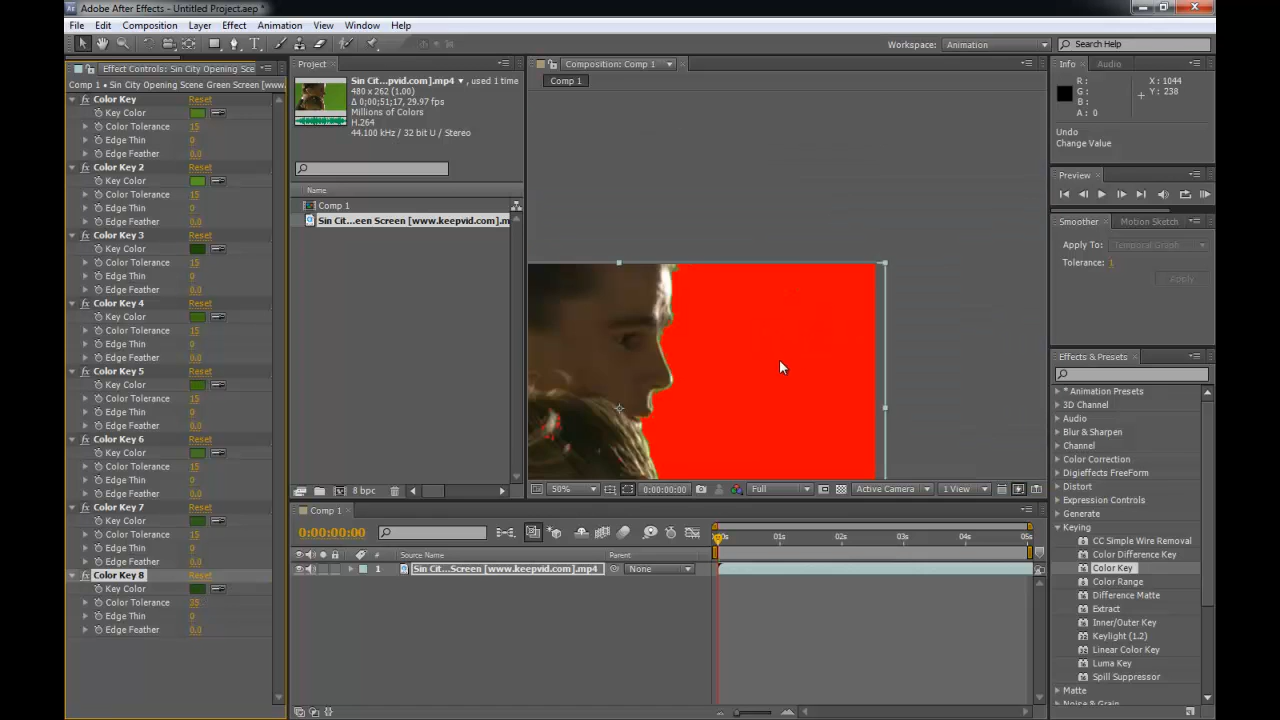 Adobe After Effects - Untitled Project.aep *
File Edit Composition Layer Effect Animation View Window Help
Workspace: Animation
Search Help
Effect Controls: Sin City Opening Sce
Comp 1 • Sin City Opening Scene Green Screen [www.
Color Key Reset
Key Color
Color Tolerance 15
Edge Thin 0
Edge Feather 0.0
Color Key 2 Reset
Key Color
Color Tolerance 15
Edge Thin 0
Edge Feather 0.0
Color Key 3 Reset
Key Color
Color Tolerance 15
Edge Thin 0
Edge Feather 0.0
Color Key 4 Reset
Key Color
Color Tolerance 15
Edge Thin 0
Edge Feather 0.0
Color Key 5 Reset
Key Color
Color Tolerance 15
Edge Thin 0
Edge Feather 0.0
Color Key 6 Reset
Key Color
Color Tolerance 15
Edge Thin 0
Edge Feather 0.0
Color Key 7 Reset
Key Color
Color Tolerance 15
Edge Thin 0
Edge Feather 0.0
Color Key 8 Reset
Key Color
Color Tolerance 35
Edge Thin 0
Edge Feather 0.0
Project
Sin Cit...pvid.com].mp4 , used 1 time
480 x 262 (1.00)
Δ 0;00;51;17, 29.97 fps
Millions of Colors
H.264
44.100 kHz / 32 bit U / Stereo
Name
Comp 1
Sin Cit...een Screen [www.keepvid.com].m
8 bpc
Composition: Comp 1
Comp 1
50% 0:00:00:00 Full Active Camera 1 View
Info Audio
R : X : 1044
G : Y : 238
B :
A : 0
Undo
Change Value
Preview
Smoother Motion Sketch
Apply To: Temporal Graph
Tolerance: 1
Apply
Effects & Presets
* Animation Presets
3D Channel
Audio
Blur & Sharpen
Channel
Color Correction
Digieffects FreeForm
Distort
Expression Controls
Generate
Keying
CC Simple Wire Removal
Color Difference Key
Color Key
Color Range
Difference Matte
Extract
Inner/Outer Key
Keylight (1.2)
Linear Color Key
Luma Key
Spill Suppressor
Matte
Noise & Grain
Comp 1
0:00:00:00
01s 02s 03s 04s 05s
# Source Name Parent
1 Sin Cit...Screen [www.keepvid.com].mp4 None